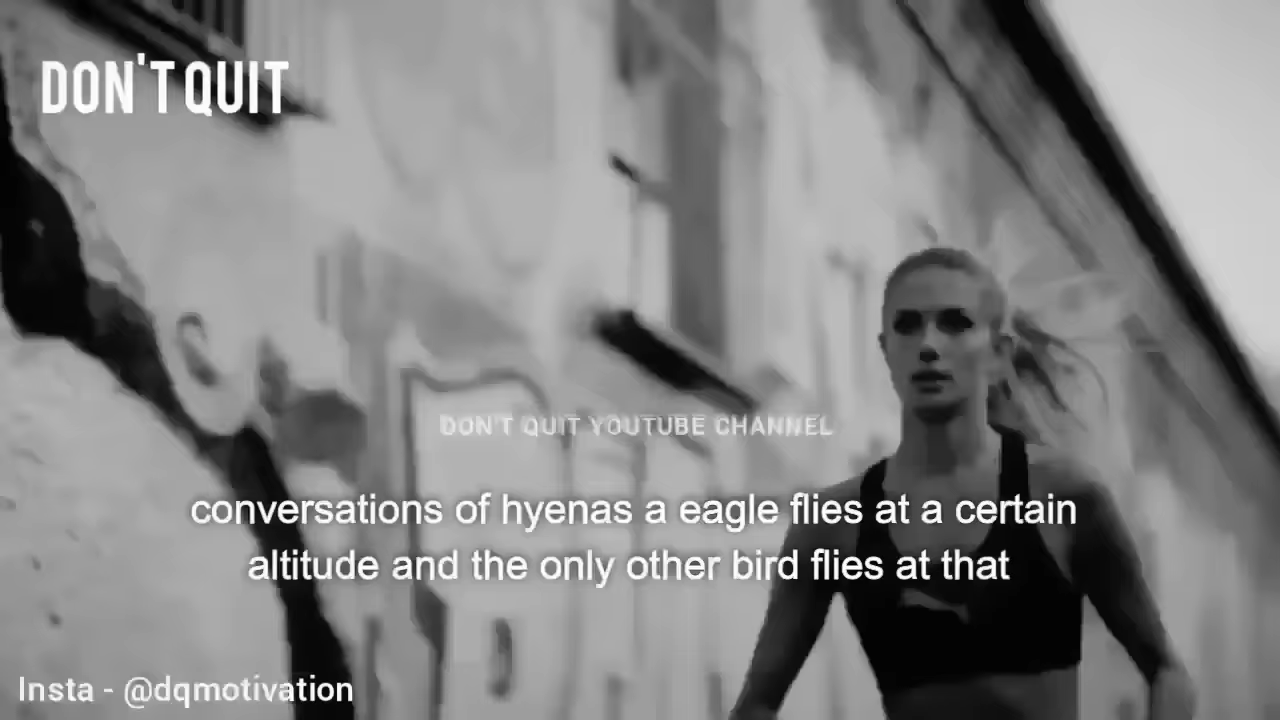 DON'T QUIT
DON'T QUIT YOUTUBE CHANNEL
conversations of hyenas a eagle flies at a certain
altitude and the only other bird flies at that
Insta - @dqmotivation